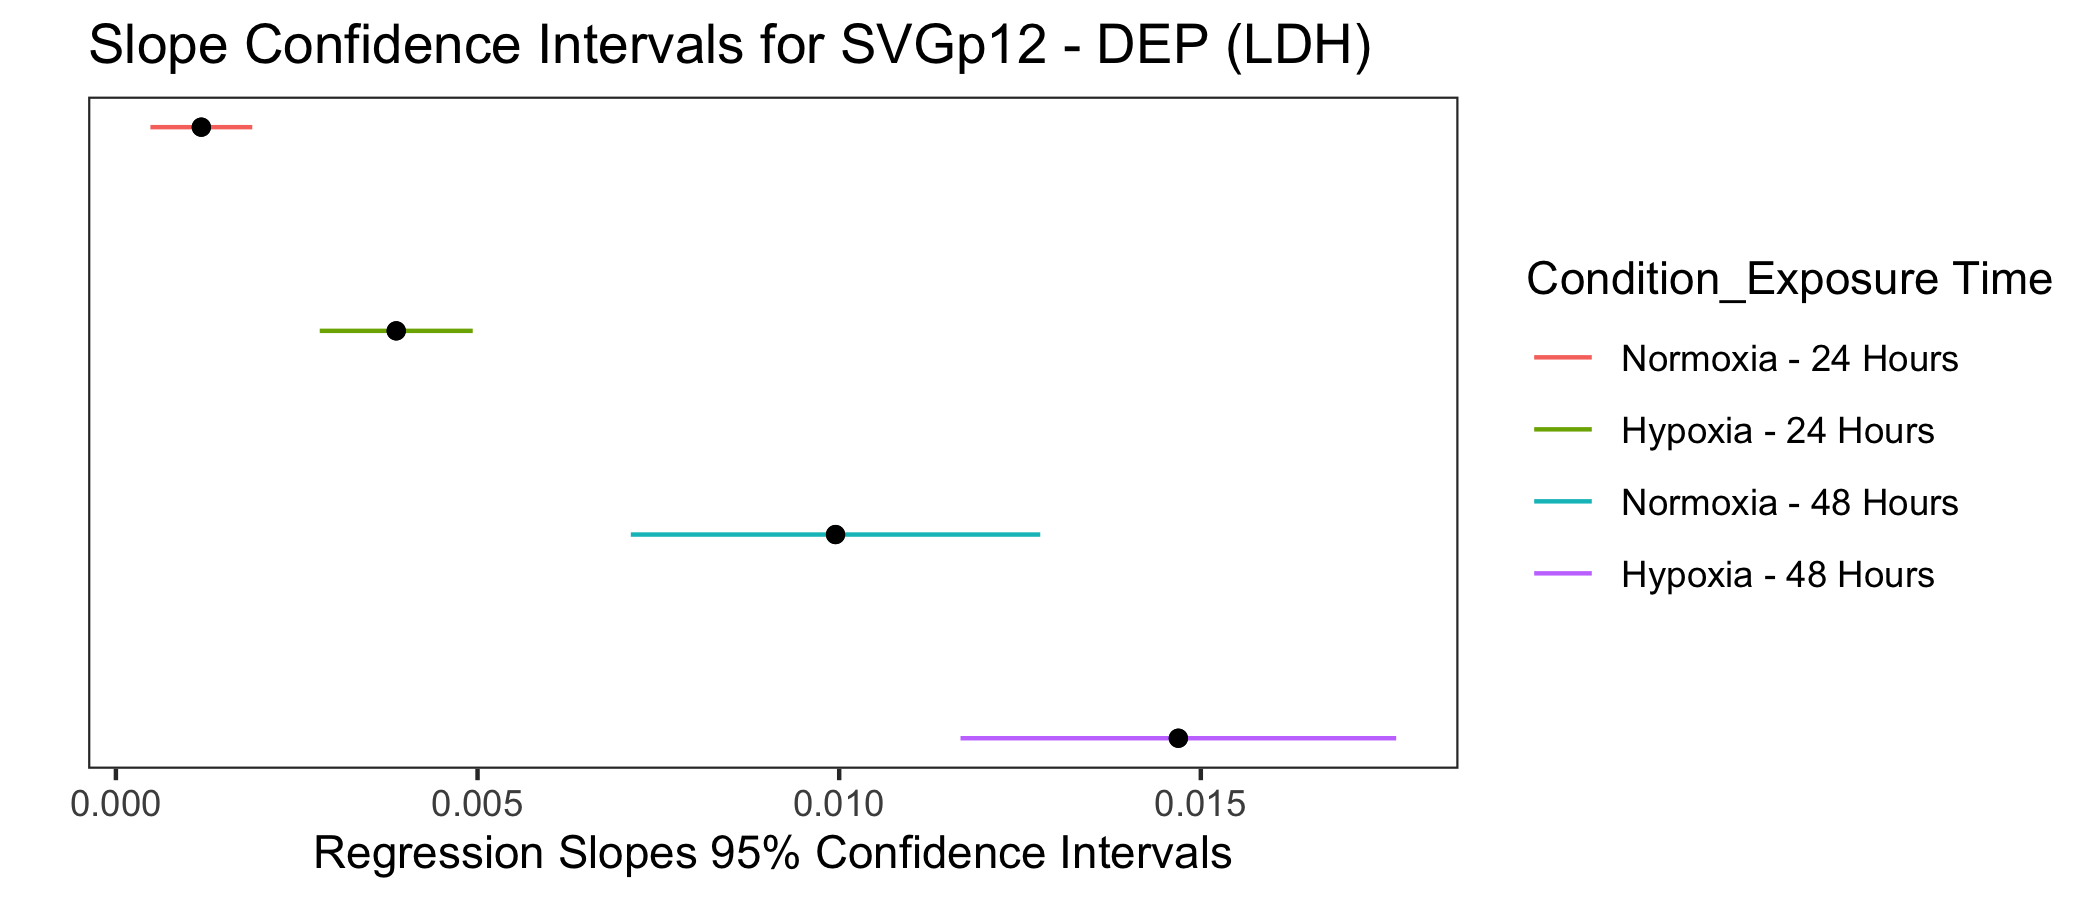 Slope Confidence Intervals for SVGp12 - DEP (LDH)
Condition_Exposure Time
Normoxia - 24 Hours
Hypoxia - 24 Hours
Normoxia - 48 Hours
Hypoxia - 48 Hours
0.000 0.005 0.010 0.015
Regression Slopes 95% Confidence Intervals